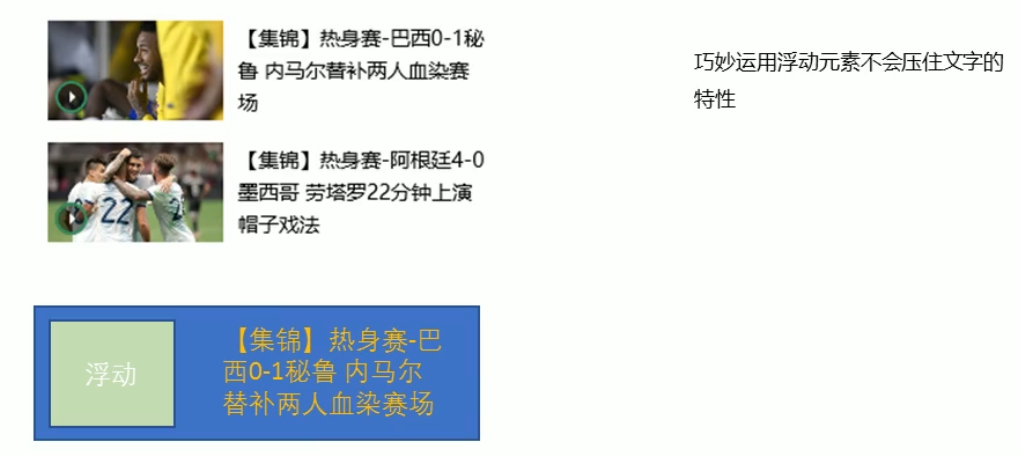 【集锦】热身赛-巴西0-1秘
鲁 内马尔替补两人血染赛
场
巧妙运用浮动元素不会压住文字的
特性
【集锦】热身赛-阿根廷4-0
墨西哥 劳塔罗22分钟上演
帽子戏法
22
浮动
【集锦】热身赛-巴
西0-1秘鲁 内马尔
替补两人血染赛场